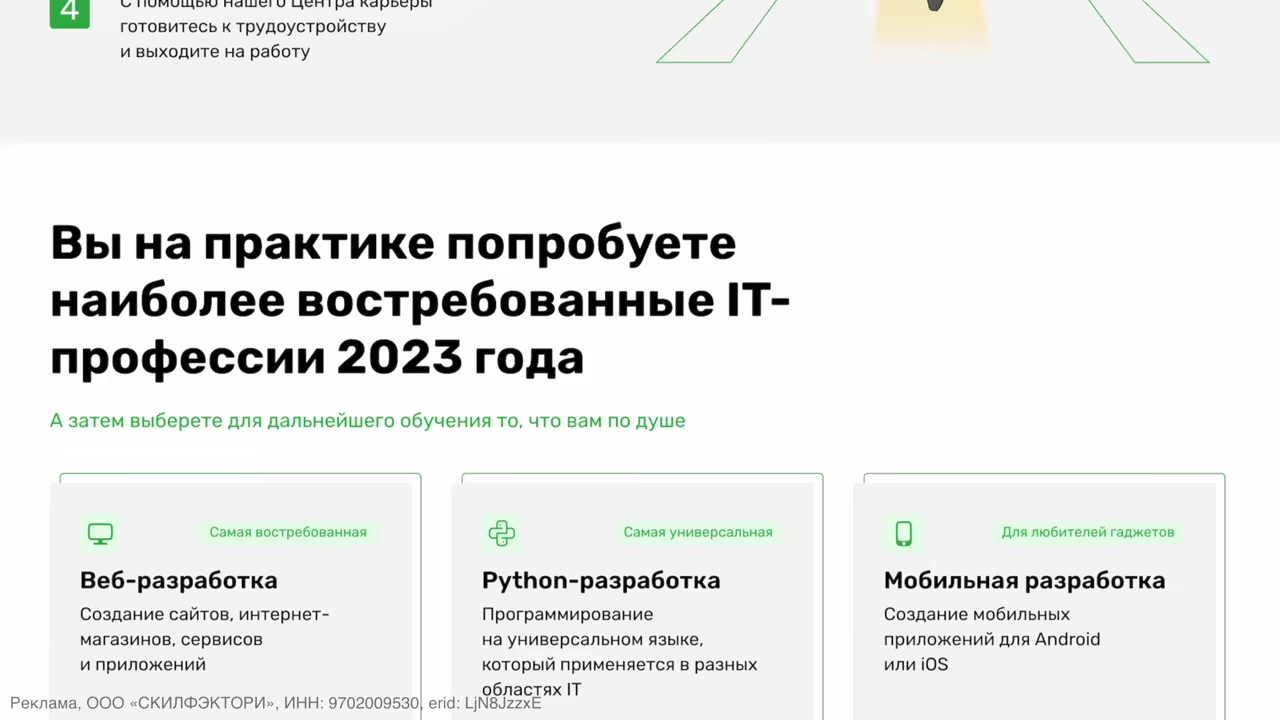 4
С помощью нашего Центра карьеры
готовитесь к трудоустройству
и выходите на работу
Вы на практике попробуете
наиболее востребованные IT-
профессии 2023 года
А затем выберете для дальнейшего обучения то, что вам по душе
Самая востребованная
Веб-разработка
Создание сайтов, интернет-
магазинов, сервисов
и приложений
Самая универсальная
Python-разработка
Программирование
на универсальном языке,
который применяется в разных
областях IT
Для любителей гаджетов
Мобильная разработка
Создание мобильных
приложений для Android
или iOS
Реклама, ООО «СКИЛФЭКТОРИ», ИНН: 9702009530, erid: LjN8JzzxE